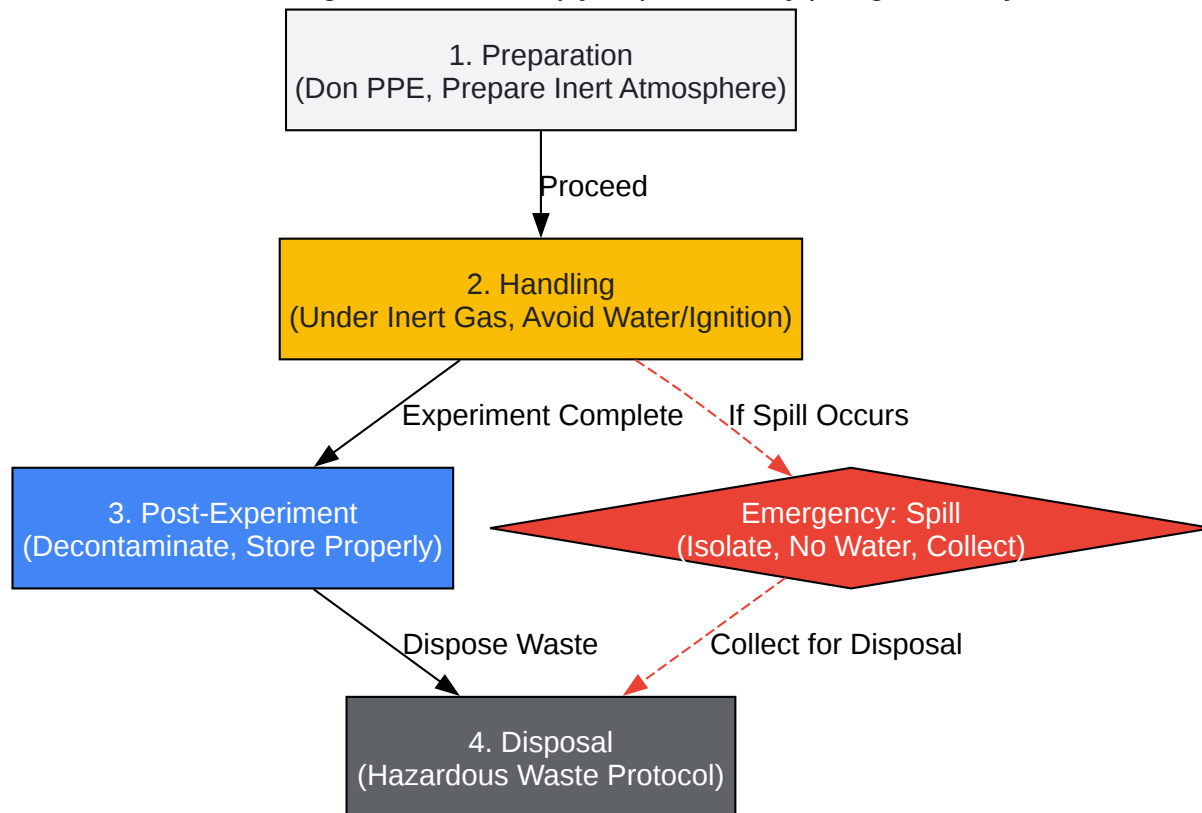 1. Preparation
(Don PPE, Prepare Inert Atmosphere)
Proceed
2. Handling
(Under Inert Gas, Avoid Water/Ignition)
Experiment Complete
If Spill Occurs
3. Post-Experiment
(Decontaminate, Store Properly)
Emergency: Spill
(Isolate, No Water, Collect)
Dispose Waste
Collect for Disposal
4. Disposal
(Hazardous Waste Protocol)